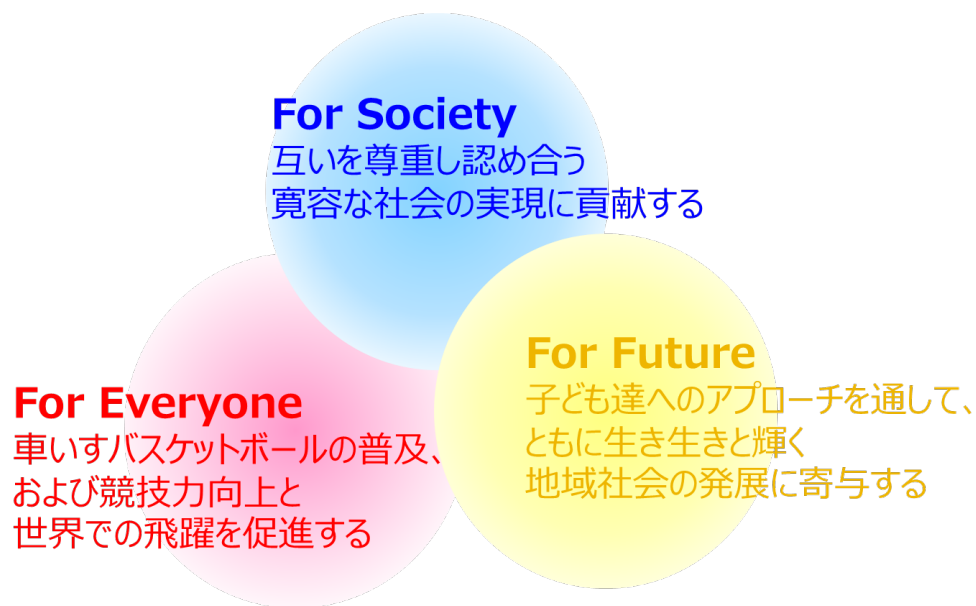 For Society
互いを尊重し認め合う
寛容な社会の実現に貢献する
For Everyone
車いすバスケットボールの普及、
および競技力向上と
世界での飛躍を促進する
For Future
子ども達へのアプローチを通して、
ともに生き生きと輝く
地域社会の発展に寄与する